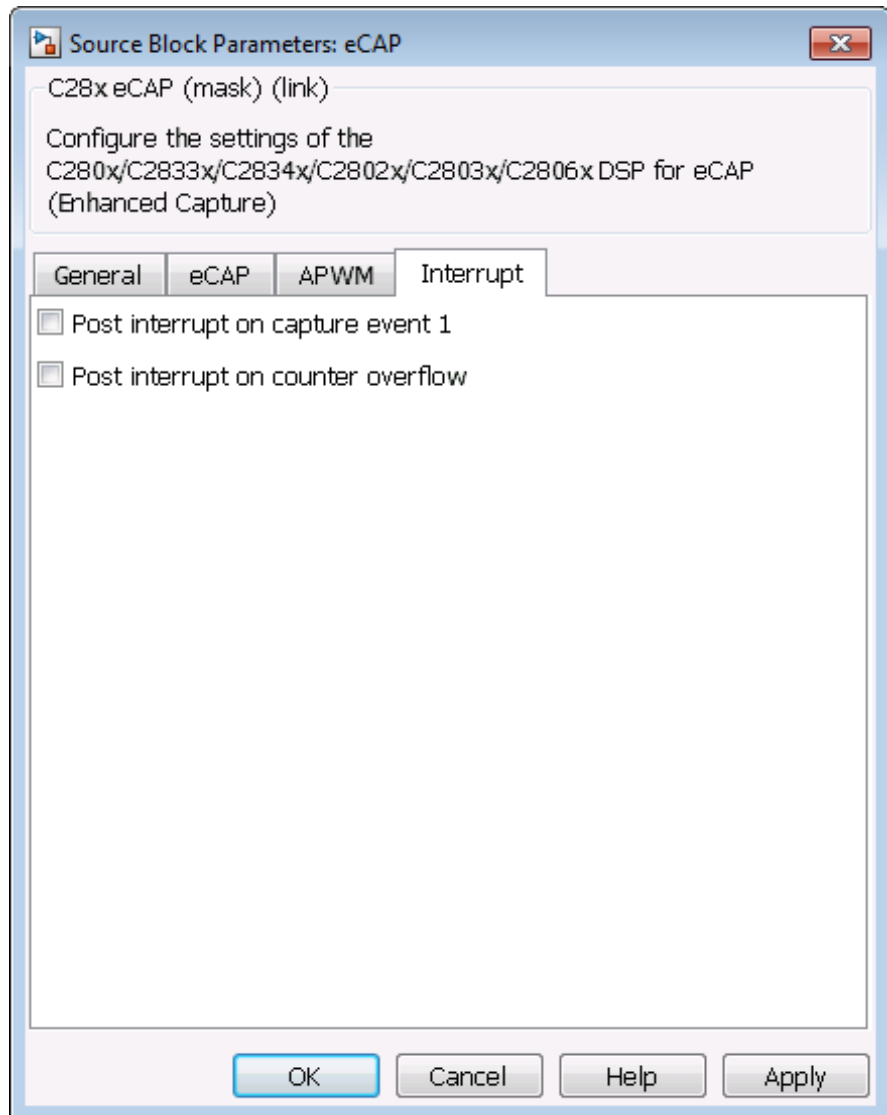 Source Block Parameters: eCAP
C28x eCAP (mask) (link)
Configure the settings of the
C280x/C2833x/C2834x/C2802x/C2803x/C2806x DSP for eCAP
(Enhanced Capture)
General eCAP APWM Interrupt
Post interrupt on capture event 1
Post interrupt on counter overflow
OK Cancel Help Apply